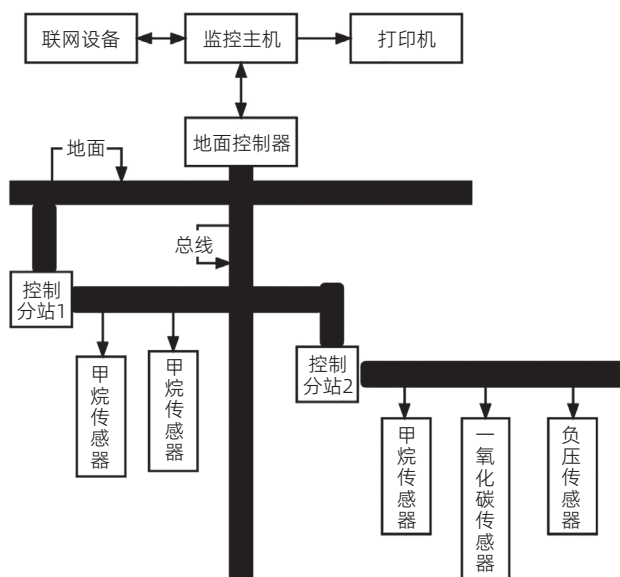 联网设备
监控主机
打印机
地面控制器
地面
总线
控制
分站1
控制
分站2
甲烷传感器
甲烷传感器
甲烷传感器
一氧化碳传感器
负压传感器